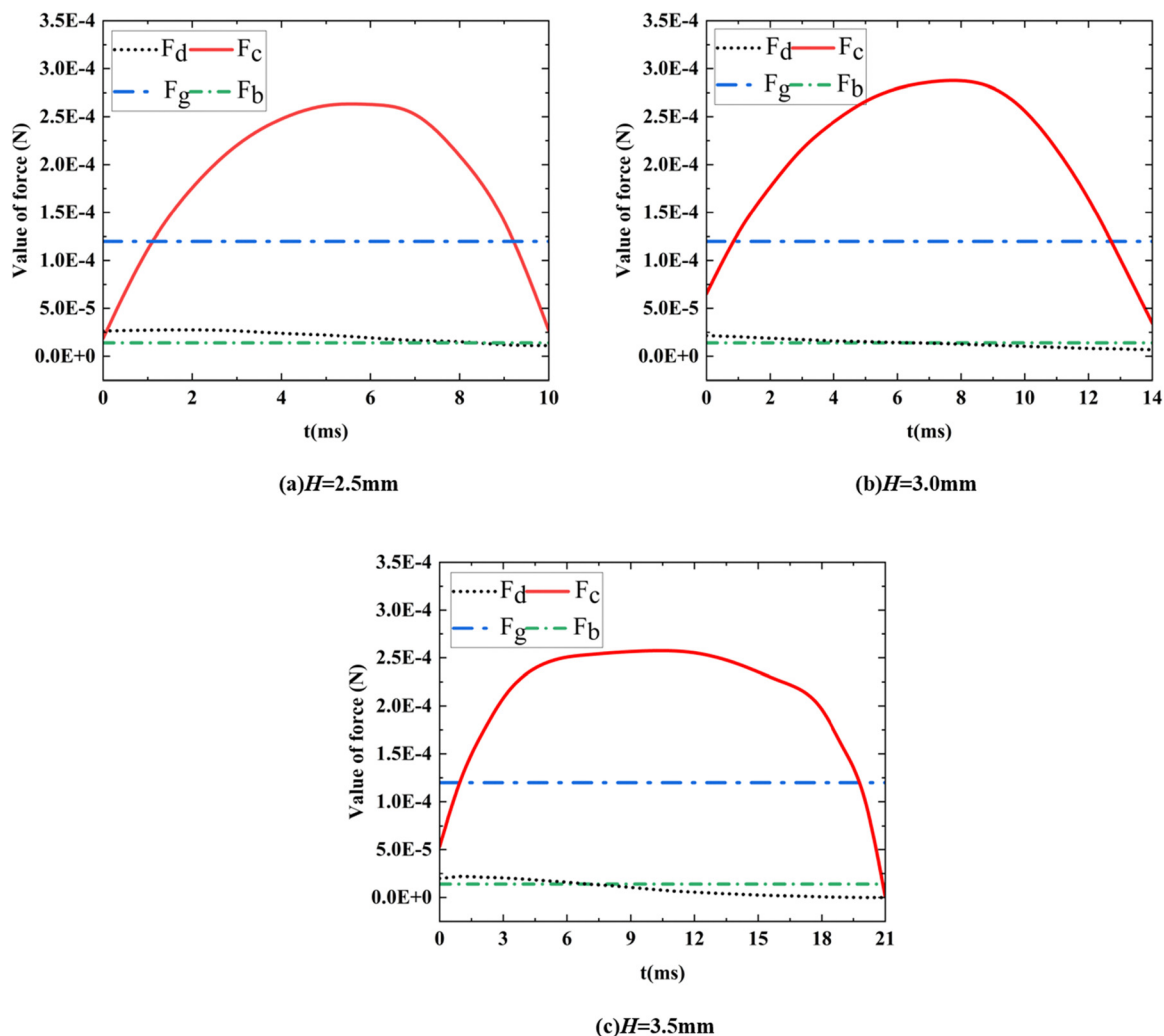 3.5E-4
3.0E-4
2.5E-4
2.0E-4
1.5E-4
1.0E-4
5.0E-5
0.0E+0
Value of force (N)
Fd Fc
Fg Fb
0 2 4 6 8 10
t(ms)
(a)H=2.5mm
3.5E-4
3.0E-4
2.5E-4
2.0E-4
1.5E-4
1.0E-4
5.0E-5
0.0E+0
Value of force (N)
Fd Fc
Fg Fb
0 2 4 6 8 10 12 14
t(ms)
(b)H=3.0mm
3.5E-4
3.0E-4
2.5E-4
2.0E-4
1.5E-4
1.0E-4
5.0E-5
0.0E+0
Value of force (N)
Fd Fc
Fg Fb
0 3 6 9 12 15 18 21
t(ms)
(c)H=3.5mm